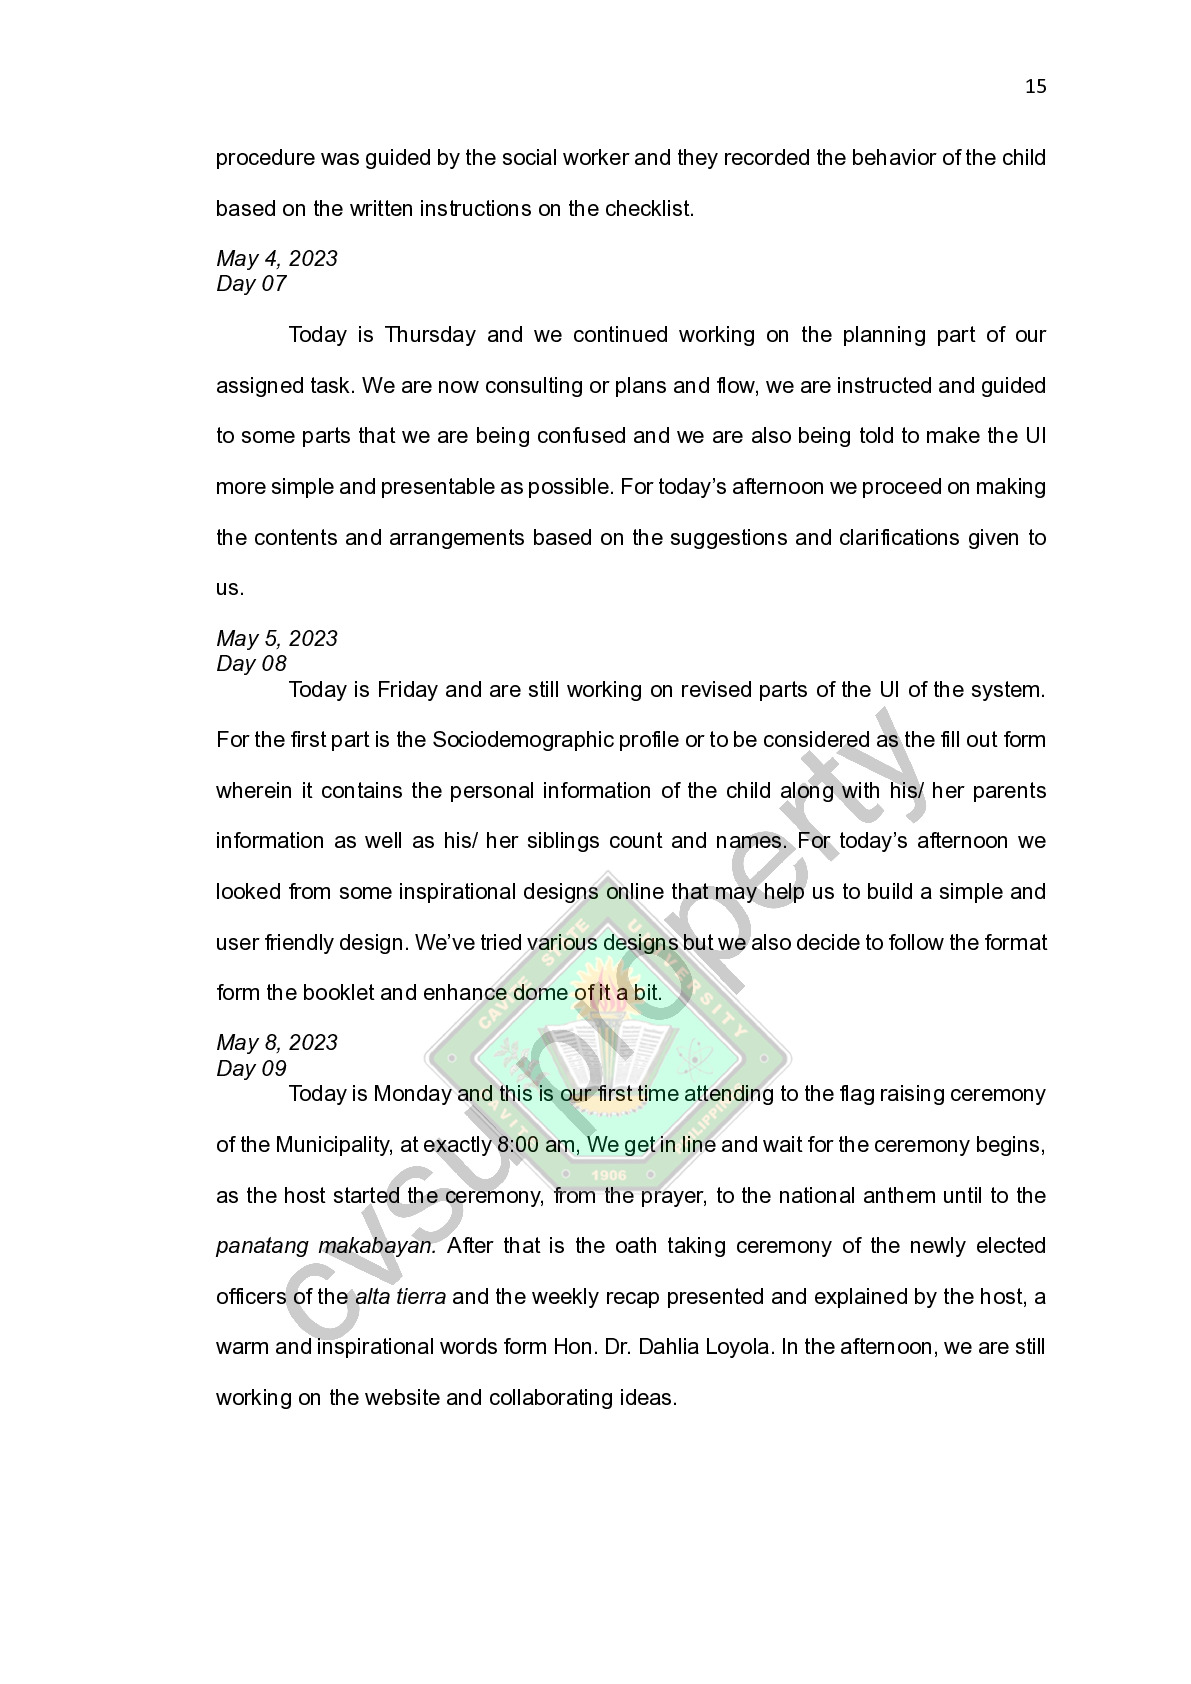 15
procedure was guided by the social worker and they recorded the behavior of the child
based on the written instructions on the checklist.
May 4, 2023
Day 07
Today is Thursday and we continued working on the planning part of our
assigned task. We are now consulting or plans and flow, we are instructed and guided
to some parts that we are being confused and we are also being told to make the UI
more simple and presentable as possible. For today’s afternoon we proceed on making
the contents and arrangements based on the suggestions and clarifications given to
us.
May 5, 2023
Day 08
Today is Friday and are still working on revised parts of the UI of the system.
For the first part is the Sociodemographic profile or to be considered as the fill out form
wherein it contains the personal information of the child along with his/ her parents
information as well as his/ her siblings count and names. For today’s afternoon we
looked from some inspirational designs online that may help us to build a simple and
user friendly design. We’ve tried various designs but we also decide to follow the format
form the booklet and enhance dome of it a bit.
May 8, 2023
Day 09
Today is Monday and this is our first time attending to the flag raising ceremony
of the Municipality, at exactly 8:00 am, We get in line and wait for the ceremony begins,
as the host started the ceremony, from the prayer, to the national anthem until to the
panatang makabayan. After that is the oath taking ceremony of the newly elected
officers of the alta tierra and the weekly recap presented and explained by the host, a
warm and inspirational words form Hon. Dr. Dahlia Loyola. In the afternoon, we are still
working on the website and collaborating ideas.
cvsu property
CAVITE STATE UNIVERSITY
CAVITE PHILIPPINES
1906